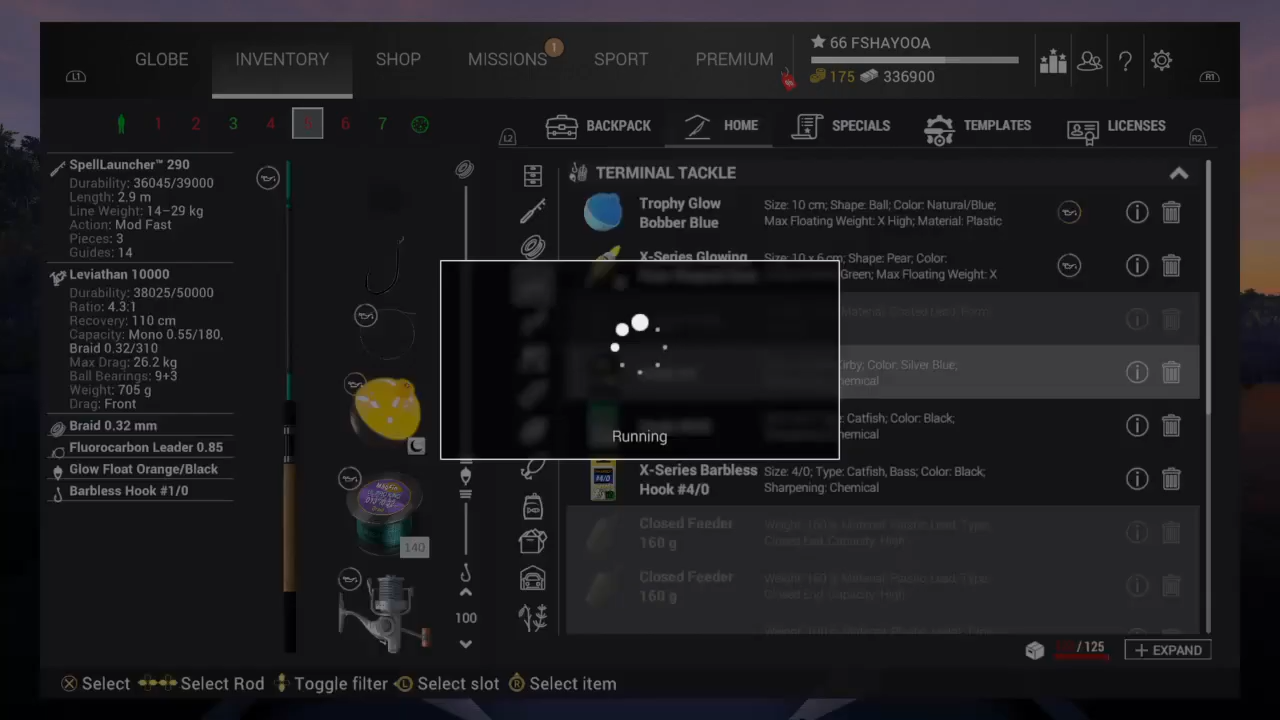 GLOBE INVENTORY SHOP MISSIONS 1 SPORT PREMIUM
66 FSHAYOOA
175 336900
L1 R1
1 2 3 4 5 6 7
L2 BACKPACK HOME SPECIALS TEMPLATES LICENSES R2
SpellLauncher™ 290
Durability: 36045/39000
Length: 2.9 m
Line Weight: 14–29 kg
Action: Mod Fast
Pieces: 3
Guides: 14
Leviathan 10000
Durability: 38025/50000
Ratio: 4.3:1
Recovery: 110 cm
Capacity: Mono 0.55/180,
Braid 0.32/310
Max Drag: 26.2 kg
Ball Bearings: 9+3
Weight: 705 g
Drag: Front
Braid 0.32 mm
Fluorocarbon Leader 0.85
Glow Float Orange/Black
Barbless Hook #1/0
140
100
TERMINAL TACKLE
Trophy Glow
Bobber Blue
Size: 10 cm; Shape: Ball; Color: Natural/Blue;
Max Floating Weight: X High; Material: Plastic
X-Series Glowing
Size: 10 x 6 cm; Shape: Pear; Color:
Green; Max Floating Weight: X
Kirby; Color: Silver Blue;
Chemical
Catfish; Color: Black;
Chemical
X-Series Barbless
Hook #4/0
Size: 4/0; Type: Catfish, Bass; Color: Black;
Sharpening: Chemical
Closed Feeder
160 g
Closed Feeder
160 g
Running
/125
+ EXPAND
Select Select Rod Toggle filter L Select slot R Select item